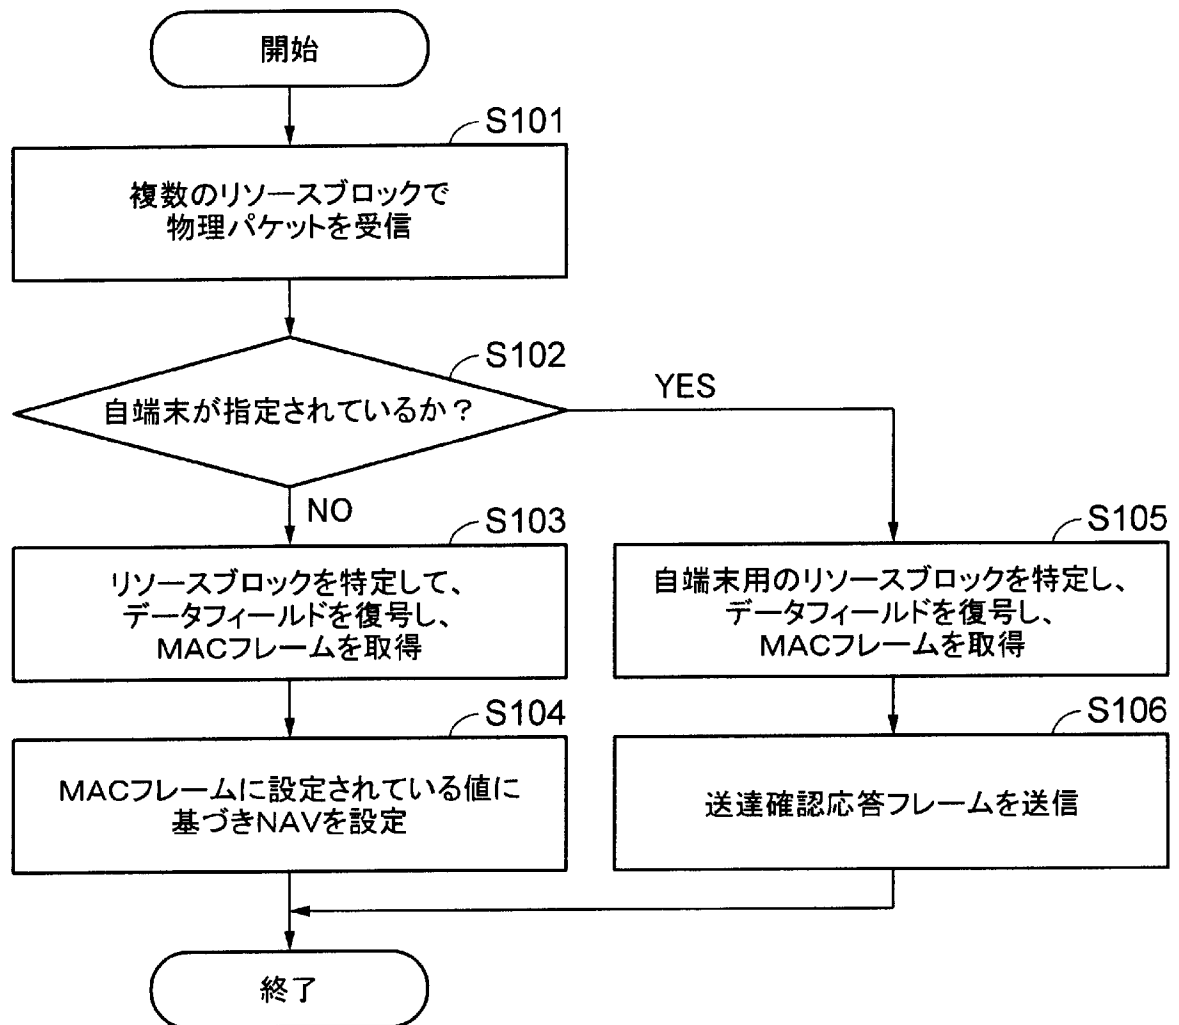 開始
S101
複数のリソースブロックで
物理パケットを受信
S102
自端末が指定されているか？
YES
NO
S103
リソースブロックを特定して、
データフィールドを復号し、
MACフレームを取得
S105
自端末用のリソースブロックを特定し、
データフィールドを復号し、
MACフレームを取得
S104
MACフレームに設定されている値に
基づきNAVを設定
S106
送達確認応答フレームを送信
終了